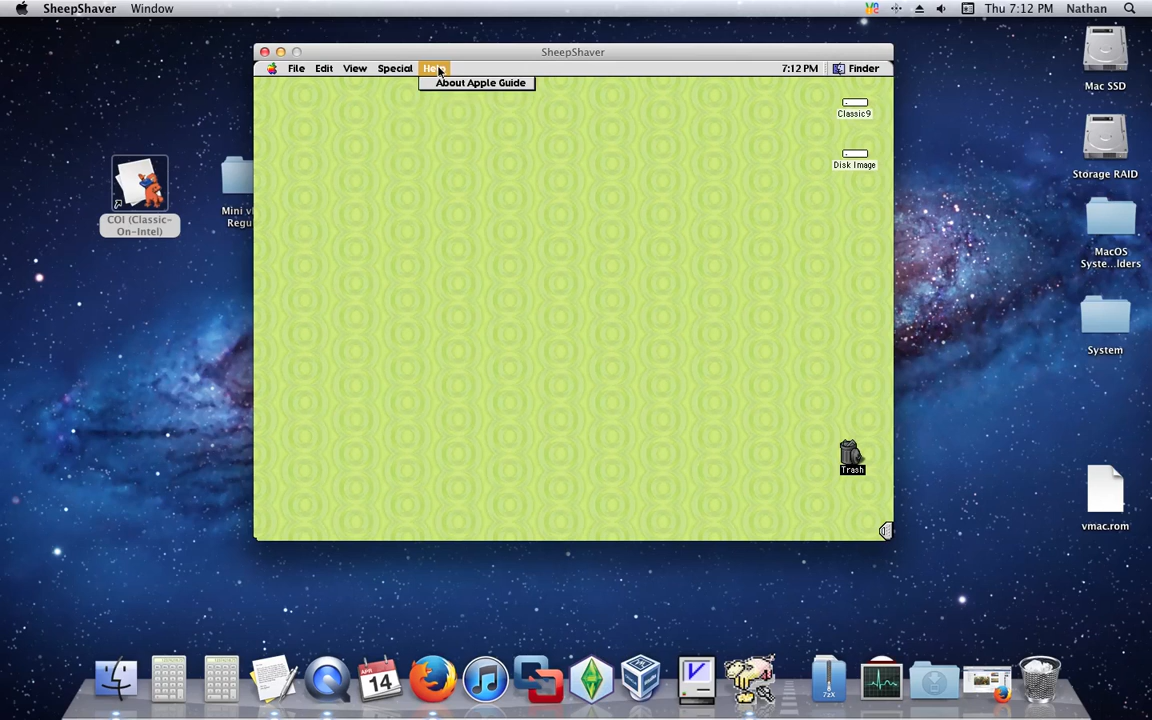 SheepShaver Window
Thu 7:12 PM Nathan
SheepShaver
File Edit View Special Help
7:12 PM Finder
About Apple Guide
Classic9
Disk Image
Trash
COI (Classic-
On-Intel)
Mini v
Regu
Mac SSD
Storage RAID
MacOS
Syste...lders
System
vmac.rom
APR
14
7zX